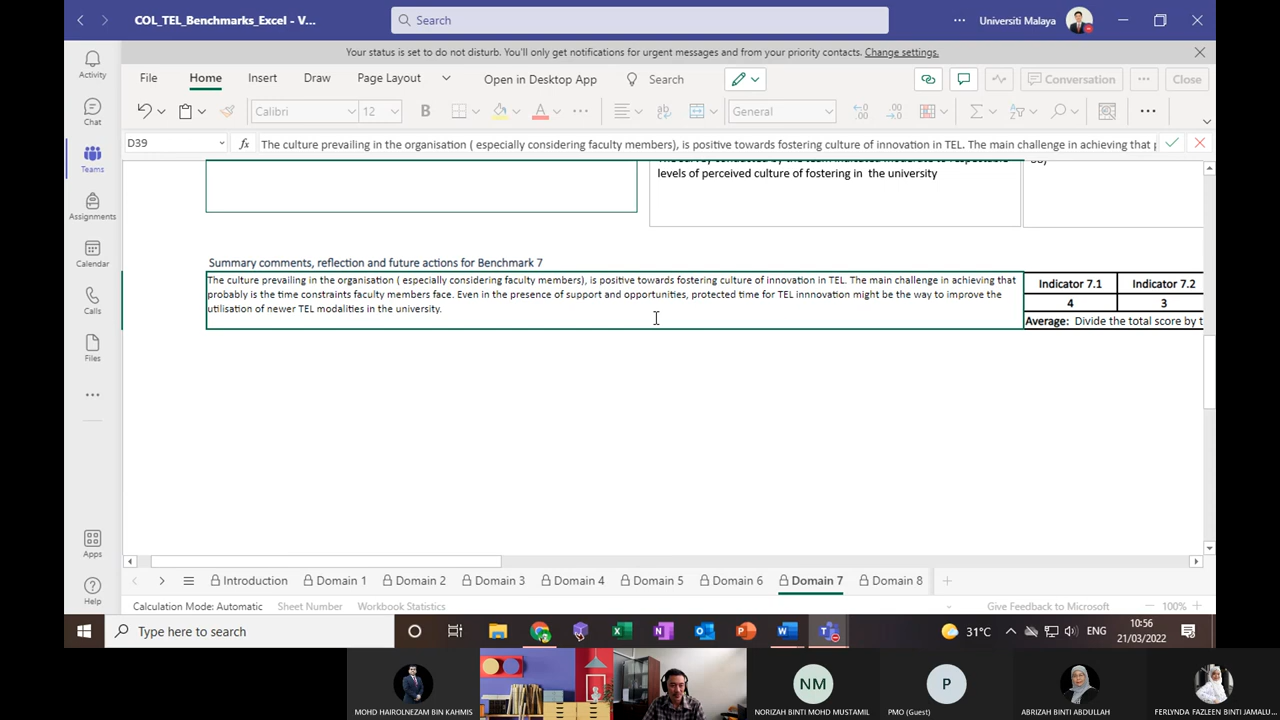 COL_TEL_Benchmarks_Excel - V...
Search
Universiti Malaya
Your status is set to do not disturb. You'll only get notifications for urgent messages and from your priority contacts. Change settings.
File Home Insert Draw Page Layout Open in Desktop App Search Conversation Close
Calibri 12 B A General
D39 fx The culture prevailing in the organisation ( especially considering faculty members), is positive towards fostering culture of innovation in TEL. The main challenge in achieving that p
levels of perceived culture of fostering in the university
Summary comments, reflection and future actions for Benchmark 7
The culture prevailing in the organisation ( especially considering faculty members), is positive towards fostering culture of innovation in TEL. The main challenge in achieving that
probably is the time constraints faculty members face. Even in the presence of support and opportunities, protected time for TEL innnovation might be the way to improve the
utilisation of newer TEL modalities in the university.
Indicator 7.1 Indicator 7.2
4 3
Average: Divide the total score by t
Activity
Chat
Teams
Assignments
Calendar
Calls
Files
Apps
Help
Introduction Domain 1 Domain 2 Domain 3 Domain 4 Domain 5 Domain 6 Domain 7 Domain 8
Calculation Mode: Automatic Sheet Number Workbook Statistics Give Feedback to Microsoft 100%
Type here to search
31°C ENG
10:56
21/03/2022
NM
P
MOHD HAIROLNEZAM BIN KAHMIS
NORIZAH BINTI MOHD MUSTAMIL
PMO (Guest)
ABRIZAH BINTI ABDULLAH
FERLYNDA FAZLEEN BINTI JAMALU...